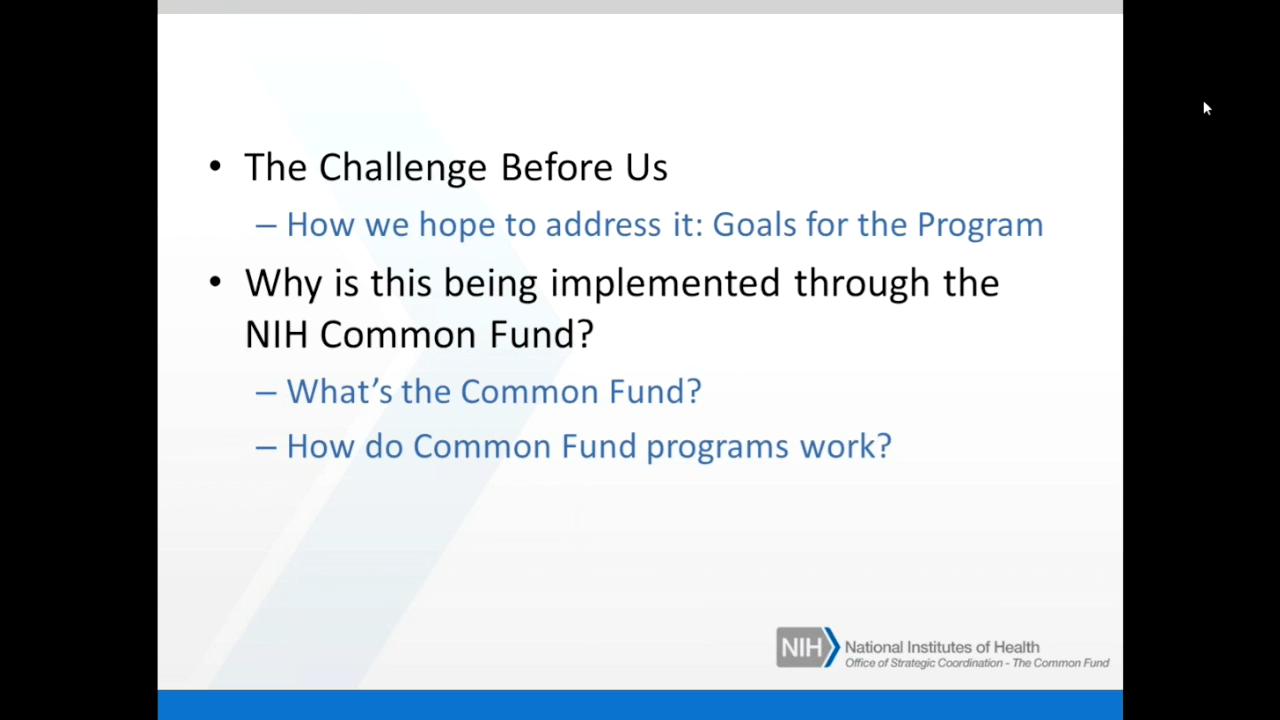 • The Challenge Before Us
– How we hope to address it: Goals for the Program
• Why is this being implemented through the
NIH Common Fund?
– What’s the Common Fund?
– How do Common Fund programs work?
NIH National Institutes of Health
Office of Strategic Coordination - The Common Fund